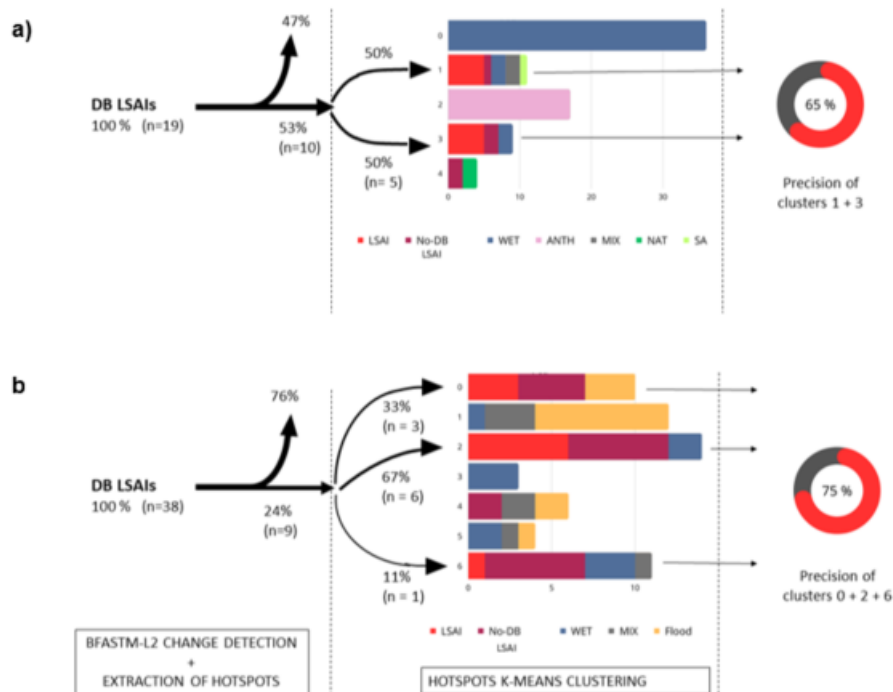 a)
47%
50%
DB LSAIs
100 % (n=19)
53%
(n=10)
50%
(n= 5)
0
1
2
3
4
0
10
20
30
LSAI
No-DB
LSAI
WET
ANTH
MIX
NAT
SA
65 %
Precision of
clusters 1 + 3
b
76%
DB LSAIs
100 % (n=38)
24%
(n=9)
33%
(n = 3)
67%
(n = 6)
11%
(n = 1)
0
1
2
3
4
5
6
0
5
10
LSAI
No-DB
LSAI
WET
MIX
Flood
75 %
Precision of
clusters 0 + 2 + 6
BFASTM-L2 CHANGE DETECTION
+
EXTRACTION OF HOTSPOTS
HOTSPOTS K-MEANS CLUSTERING